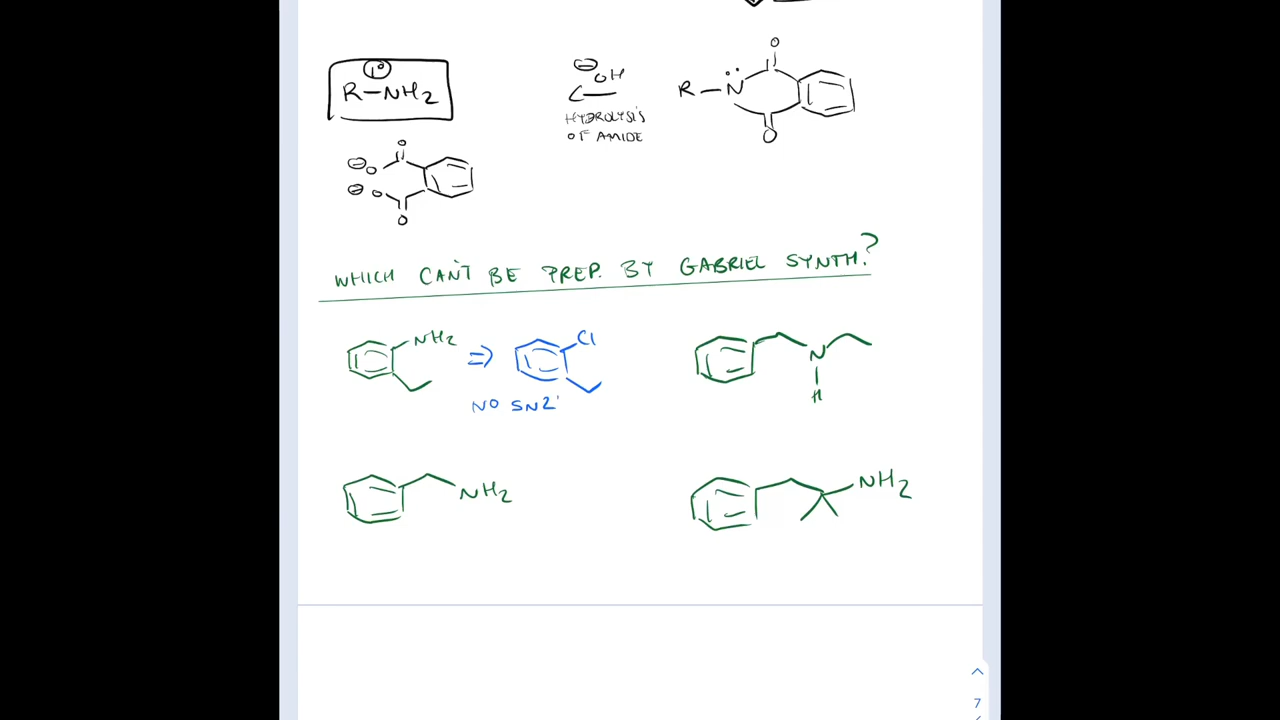 1°
R-NH2
⊖OH
HYDROLYSIS
OF AMIDE
R-N
O
O
⊖O
O
⊖O
O
WHICH CAN'T BE PREP. BY GABRIEL SYNTH.?
NH2 ⇒ Cl
NO SN2'
N
H
NH2
NH2
7